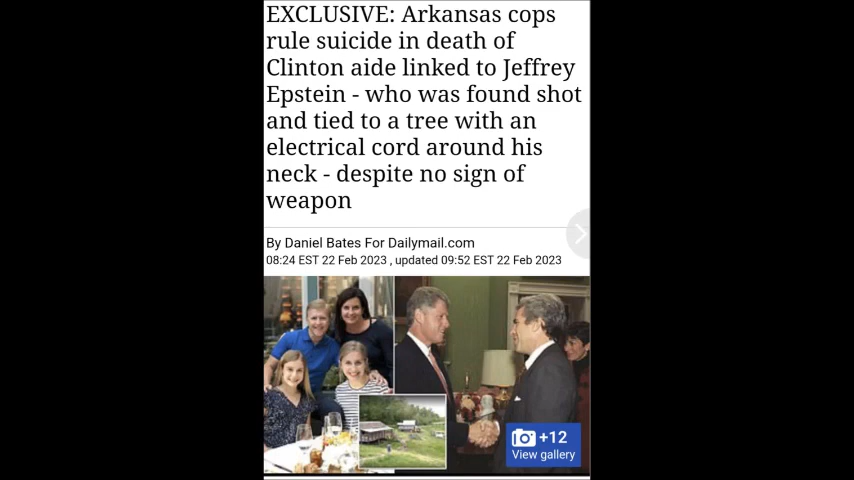 EXCLUSIVE: Arkansas cops
rule suicide in death of
Clinton aide linked to Jeffrey
Epstein - who was found shot
and tied to a tree with an
electrical cord around his
neck - despite no sign of
weapon
By Daniel Bates For Dailymail.com
08:24 EST 22 Feb 2023 , updated 09:52 EST 22 Feb 2023
+12
View gallery